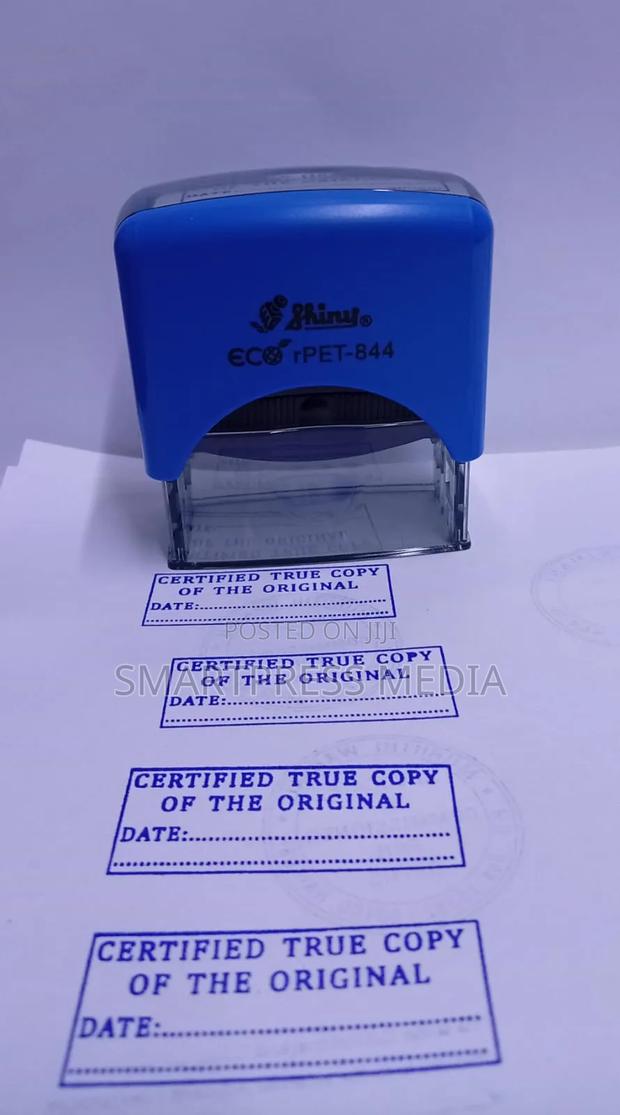 Shiny®
ECO rPET-844
CERTIFIED TRUE COPY
OF THE ORIGINAL
DATE:................................
................................................
POSTED ON JIJI
CERTIFIED TRUE COPY
SMARTPRESS MEDIA
OF THE ORIGINAL
DATE:................................
................................................
CERTIFIED TRUE COPY
OF THE ORIGINAL
DATE:................................
................................................
CERTIFIED TRUE COPY
OF THE ORIGINAL
DATE:................................
................................................